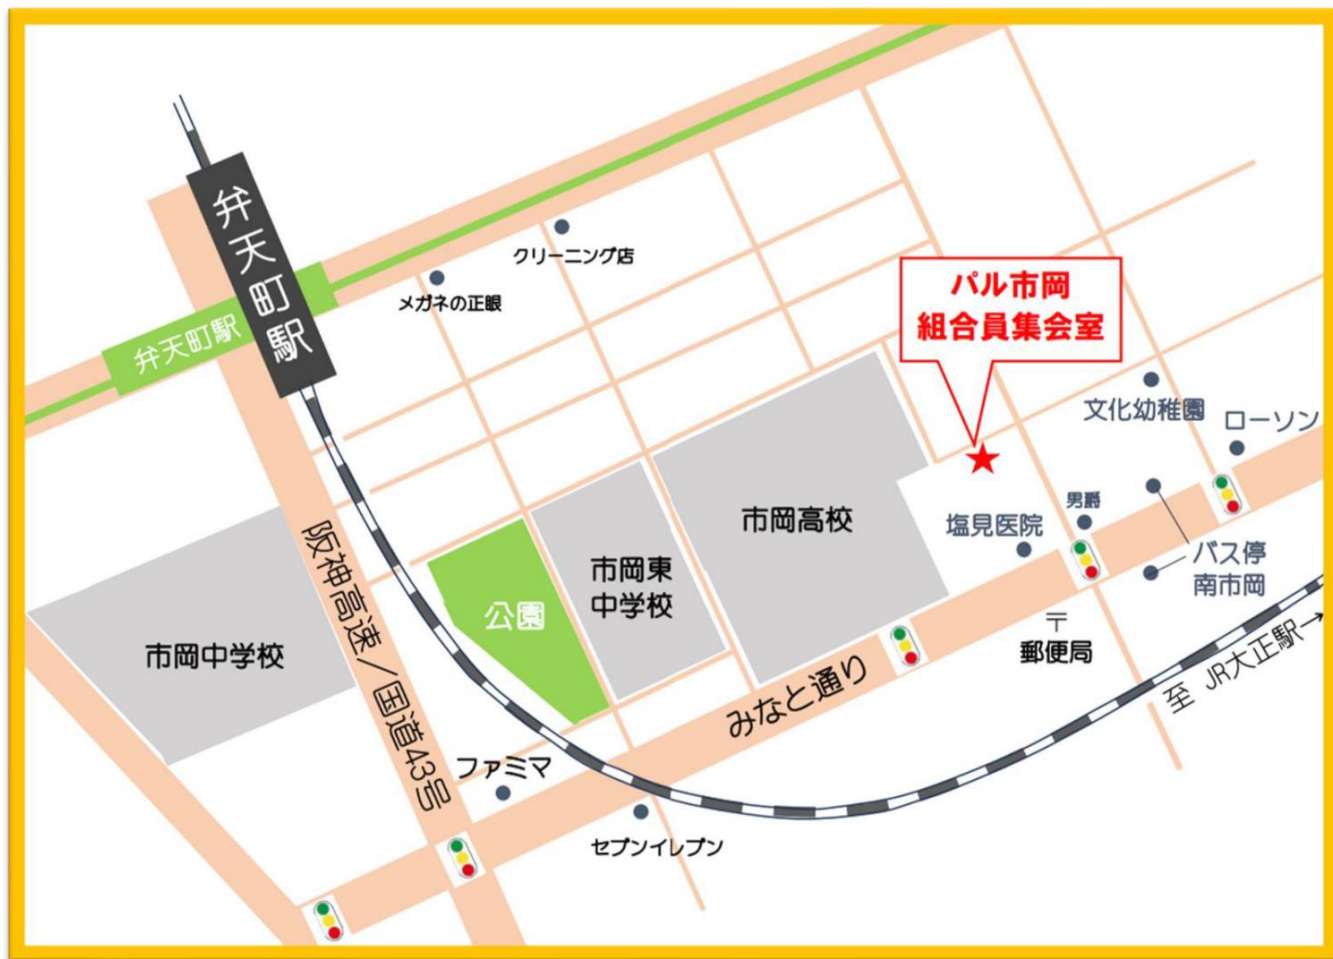 弁天町駅
弁天町駅
クリーニング店
メガネの正眼
パル市岡
組合員集会室
文化幼稚園
ローソン
男爵
塩見医院
バス停
南市岡
市岡高校
市岡東
中学校
公園
市岡中学校
阪神高速／国道43号
〒
郵便局
みなと通り
至 JR大正駅→
ファミマ
セブンイレブン